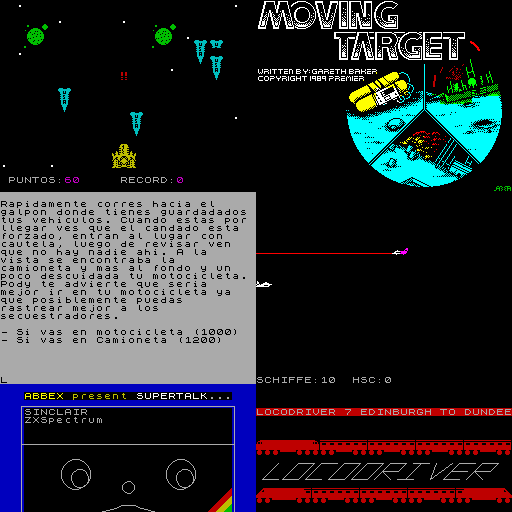 MOVING
TARGET
WRITTEN BY: GARETH BAKER
COPYRIGHT 1989 PREMIER
PUNTOS:60 RECORD:0
Rapidamente corres hacia el
galpon donde tienes guardadados
tus vehiculos. Cuando estas por
llegar ves que el candado esta
forzado, entran al lugar con
cautela, luego de revisar ven
que no hay nadie ahi. A la
vista se encontraba la
camioneta y mas al fondo y un
poco descuidada tu motocicleta.
Pody te advierte que seria
mejor ir en tu motocicleta ya
que posiblemente puedas
rastrear mejor a los
secuestradores.
- Si vas en motocicleta (1000)
- Si vas en Camioneta (1200)
L
SCHIFFE:10 HSC:0
ABBEX present SUPERTALK...
SINCLAIR
ZXSpectrum
LOCODRIVER 7 EDINBURGH TO DUNDEE
LOCODRIVER